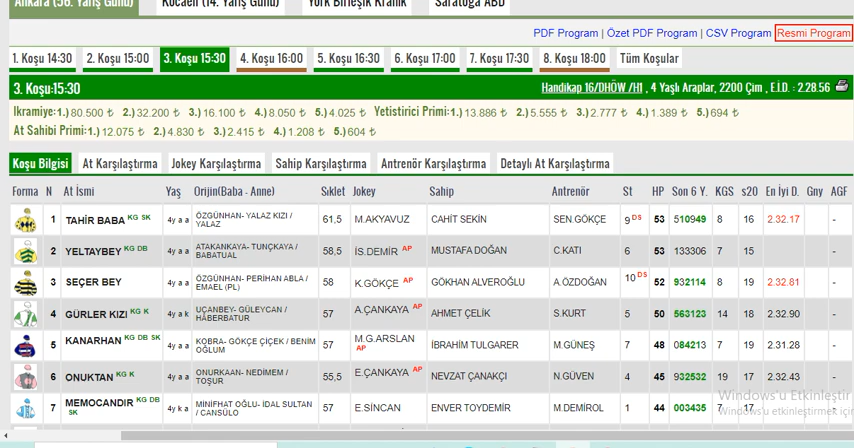 Ankara (56. Yarış Günü) Kocaeli (14. Yarış Günü) York Birleşik Krallık Saratoga ABD
PDF Program | Özet PDF Program | CSV Program Resmi Program
1. Koşu 14:30 2. Koşu 15:00 3. Koşu 15:30 4. Koşu 16:00 5. Koşu 16:30 6. Koşu 17:00 7. Koşu 17:30 8. Koşu 18:00 Tüm Koşular
3. Koşu:15:30 Handikap 16/DHÖW /H1 , 4 Yaşlı Araplar, 2200 Çim , E.İ.D. : 2.28.56
Ikramiye:1.) 80.500 ₺ 2.) 32.200 ₺ 3.) 16.100 ₺ 4.) 8.050 ₺ 5.) 4.025 ₺ Yetistirici Primi:1.) 13.886 ₺ 2.) 5.555 ₺ 3.) 2.777 ₺ 4.) 1.389 ₺ 5.) 694 ₺
At Sahibi Primi:1.) 12.075 ₺ 2.) 4.830 ₺ 3.) 2.415 ₺ 4.) 1.208 ₺ 5.) 604 ₺
Koşu Bilgisi At Karşılaştırma Jokey Karşılaştırma Sahip Karşılaştırma Antrenör Karşılaştırma Detaylı At Karşılaştırma
Forma N At İsmi Yaş Orijin(Baba - Anne) Sıklet Jokey Sahip Antrenör St HP Son 6 Y. KGS s20 En İyi D. Gny AGF
1 TAHİR BABA KG SK 4y a a ÖZGÜNHAN- YALAZ KIZI / YALAZ 61,5 M.AKYAVUZ CAHİT SEKİN SEN GÖKÇE 9 DS 53 510949 8 16 2.32.17 -
2 YELTAYBEY KG DB 4y a a ATAKANKAYA- TUNÇKAYA / BABATUAL 58,5 İS.DEMİR AP MUSTAFA DOĞAN C.KATI 6 53 133306 7 15 -
3 SEÇER BEY 4y a a ÖZGÜNHAN- PERİHAN ABLA / EMAEL (PL) 58 K.GÖKÇE AP GÖKHAN ALVEROĞLU A.ÖZDOĞAN 10 DS 52 932114 8 19 2.32.81 -
4 GÜRLER KIZI KG K 4y a k UÇANBEY- GÜLEYCAN / HABERBATUR 57 A.ÇANKAYA AP AHMET ÇELİK S.KURT 5 50 563123 14 18 2.32.90 -
5 KANARHAN KG DB SK 4y a a KOBRA- GÖKÇE ÇİÇEK / BENİM OĞLUM 57 M.G.ARSLAN AP İBRAHİM TULGARER M.GÜNEŞ 7 48 084213 7 19 2.31.28 -
6 ONUKTAN KG K 4y a a ONURKAAN- NEDİMEM / TOŞUR 55,5 E.ÇANKAYA AP NEVZAT ÇANAKÇI N.GÜVEN 4 45 932532 19 17 2.32.43 -
7 MEMOCANDIR KG DB SK 4y k a MİNİFHAT OĞLU- İDAL SULTAN / CANSÜLO 57 E.SİNCAN ENVER TOYDEMİR M.DEMİROL 1 44 003435 7 17 -
Windows'u Etkinleştir
Windows'u etkinleştirmek için